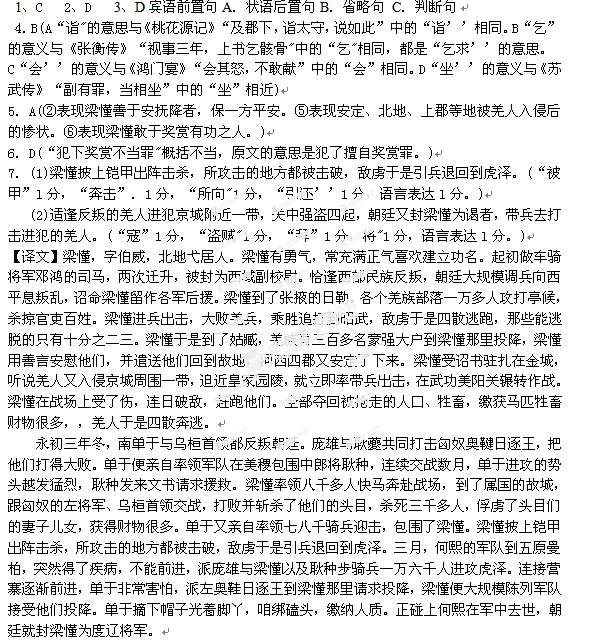 1、C   2、D   3、D 宾语前置句 A. 状语后置句 B. 省略句 C. 判断句
4.B(A“诣"的意思与《桃花源记》“及郡下，诣太守，说如此”中的“诣’’相同。B“乞”
的意义与《张衡传》“视事三年，上书乞骸骨"中的“乞"相同，都是“乞求’’的意思。
C“会’’的意义与《鸿门宴》“会其怒，不敢献”中的“会”相同。D“坐’’的意义与《苏
武传》“副有罪，当相坐”中的“坐”相近)
5. A(②表现梁慬善于安抚降者，保一方平安。⑤表现安定、北地、上郡等地被羌人入侵后
的惨状。⑥表现梁慬敢于奖赏有功之人。)
6. D(“犯下奖赏不当罪"概括不当，原文的意思是犯了擅自奖赏罪。)
7. (1)梁慬披上铠甲出阵击杀，所攻击的地方都被击破，敌虏于是引兵退回到虎泽。(“被
甲”l 分，“奔击”．1 分，“所向"1 分，“引还’’1 分，语言表达 l 分。)
(2)适逢反叛的羌人进犯京城附近一带，关中强盗四起，朝廷又封梁慬为谒者，带兵去打
击进犯的羌人。(“寇”1 分，“盗贼"1 分，“拜”1 分，“将"1 分，语言表达 l 分。)
【译文】梁慬，字伯威，北地弋居人。梁慬有勇气，常充满正气喜欢建立功名。起初做车骑
将军邓鸿的司马，两次迁升，被封为西域副校尉。恰逢西部民族反叛，朝廷大规模调兵向西
平息叛乱，诏命梁慬留作各军后援。梁慬到了张掖的日勒，各个羌族部落一万多人攻打亭候，
杀掠官吏百姓。梁慬进兵出击，大败羌兵，乘胜追打到昭武，敌虏于是四散逃跑，那些能逃
脱的只有十分之二三。梁慬于是到了姑臧，羌族有三百多名豪强大户到梁慬那里投降，梁慬
用善言安慰他们，并遣送他们回到故地，河西四郡又安定了下来。梁慬受诏书驻扎在金城，
听说羌人又入侵京城周围一带，迫近皇家园陵，就立即率带兵出击，在武功美阳关辗转作战。
梁慬在战场上受了伤，连日破敌，赶跑他们。全部夺回被抢走的人口、牲畜，缴获马匹牲畜
财物很多，，羌人于是四散奔逃。
永初三年冬，南单于与乌桓首领都反叛朝廷。庞雄与耿夔共同打击匈奴奥鞬日逐王，把
他们打得大败。单于便亲自率领军队在美稷包围中郎将耿种，连续交战数月，单于进攻的势
头越发猛烈，耿种发来文书请求援救。梁慬率领八千多人快马奔赴战场，到了属国的故城，
跟匈奴的左将军、乌桓首领交战，打败并斩杀了他们的头目，杀死三千多人，俘虏了头目们
的妻子儿女，获得财物很多。单于又亲自率领七八千骑兵迎击，包围了梁慬。梁慬披上铠甲
出阵击杀，所攻击的地方都被击破，敌虏于是引兵退回到虎泽。三月，何熙的军队到五原曼
柏，突然得了疾病，不能前进，派庞雄与梁慬以及耿种步骑兵一万六千人进攻虎泽。连接营
寨逐渐前进，单于非常害怕，派左奥鞬日逐王到梁慬那里请求投降，梁慬便大规模陈列军队
接受他们投降。单于摘下帽子光着脚丫，咱绑磕头，缴纳人质。正碰上何熙在军中去世，朝
廷就封梁慬为度辽将军。